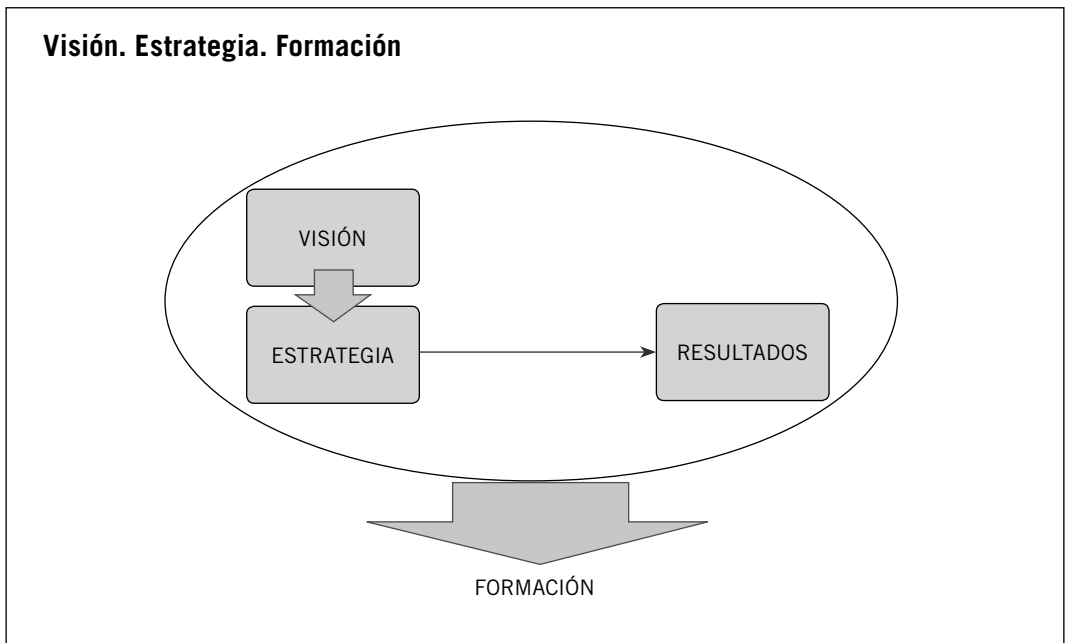 Visión. Estrategia. Formación
VISIÓN
ESTRATEGIA
RESULTADOS
FORMACIÓN